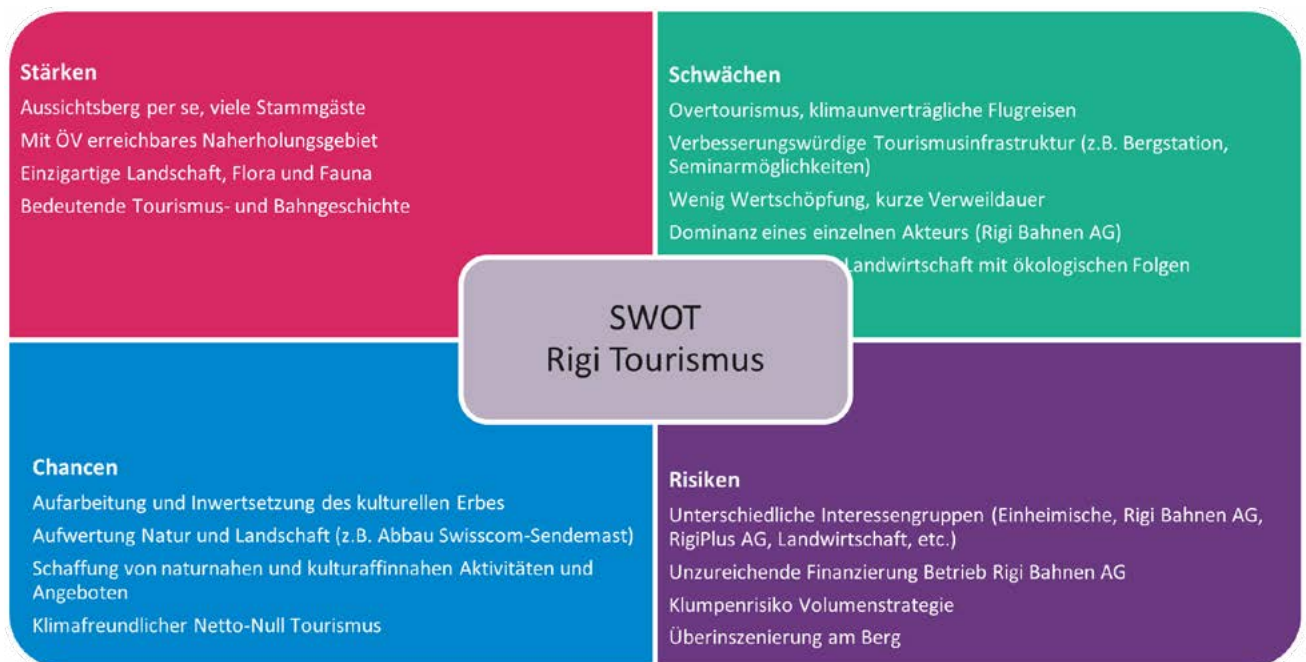 Stärken
Aussichtsberg per se, viele Stammgäste
Mit ÖV erreichbares Naherholungsgebiet
Einzigartige Landschaft, Flora und Fauna
Bedeutende Tourismus- und Bahngeschichte
Schwächen
Overtourismus, klimaunverträgliche Flugreisen
Verbesserungswürdige Tourismusinfrastruktur (z.B. Bergstation,
Seminarmöglichkeiten)
Wenig Wertschöpfung, kurze Verweildauer
Dominanz eines einzelnen Akteurs (Rigi Bahnen AG)
Landwirtschaft mit ökologischen Folgen
SWOT
Rigi Tourismus
Chancen
Aufarbeitung und Inwertsetzung des kulturellen Erbes
Aufwertung Natur und Landschaft (z.B. Abbau Swisscom-Sendemast)
Schaffung von naturnahen und kulturaffinnahen Aktivitäten und
Angeboten
Klimafreundlicher Netto-Null Tourismus
Risiken
Unterschiedliche Interessengruppen (Einheimische, Rigi Bahnen AG,
RigiPlus AG, Landwirtschaft, etc.)
Unzureichende Finanzierung Betrieb Rigi Bahnen AG
Klumpenrisiko Volumenstrategie
Überinszenierung am Berg